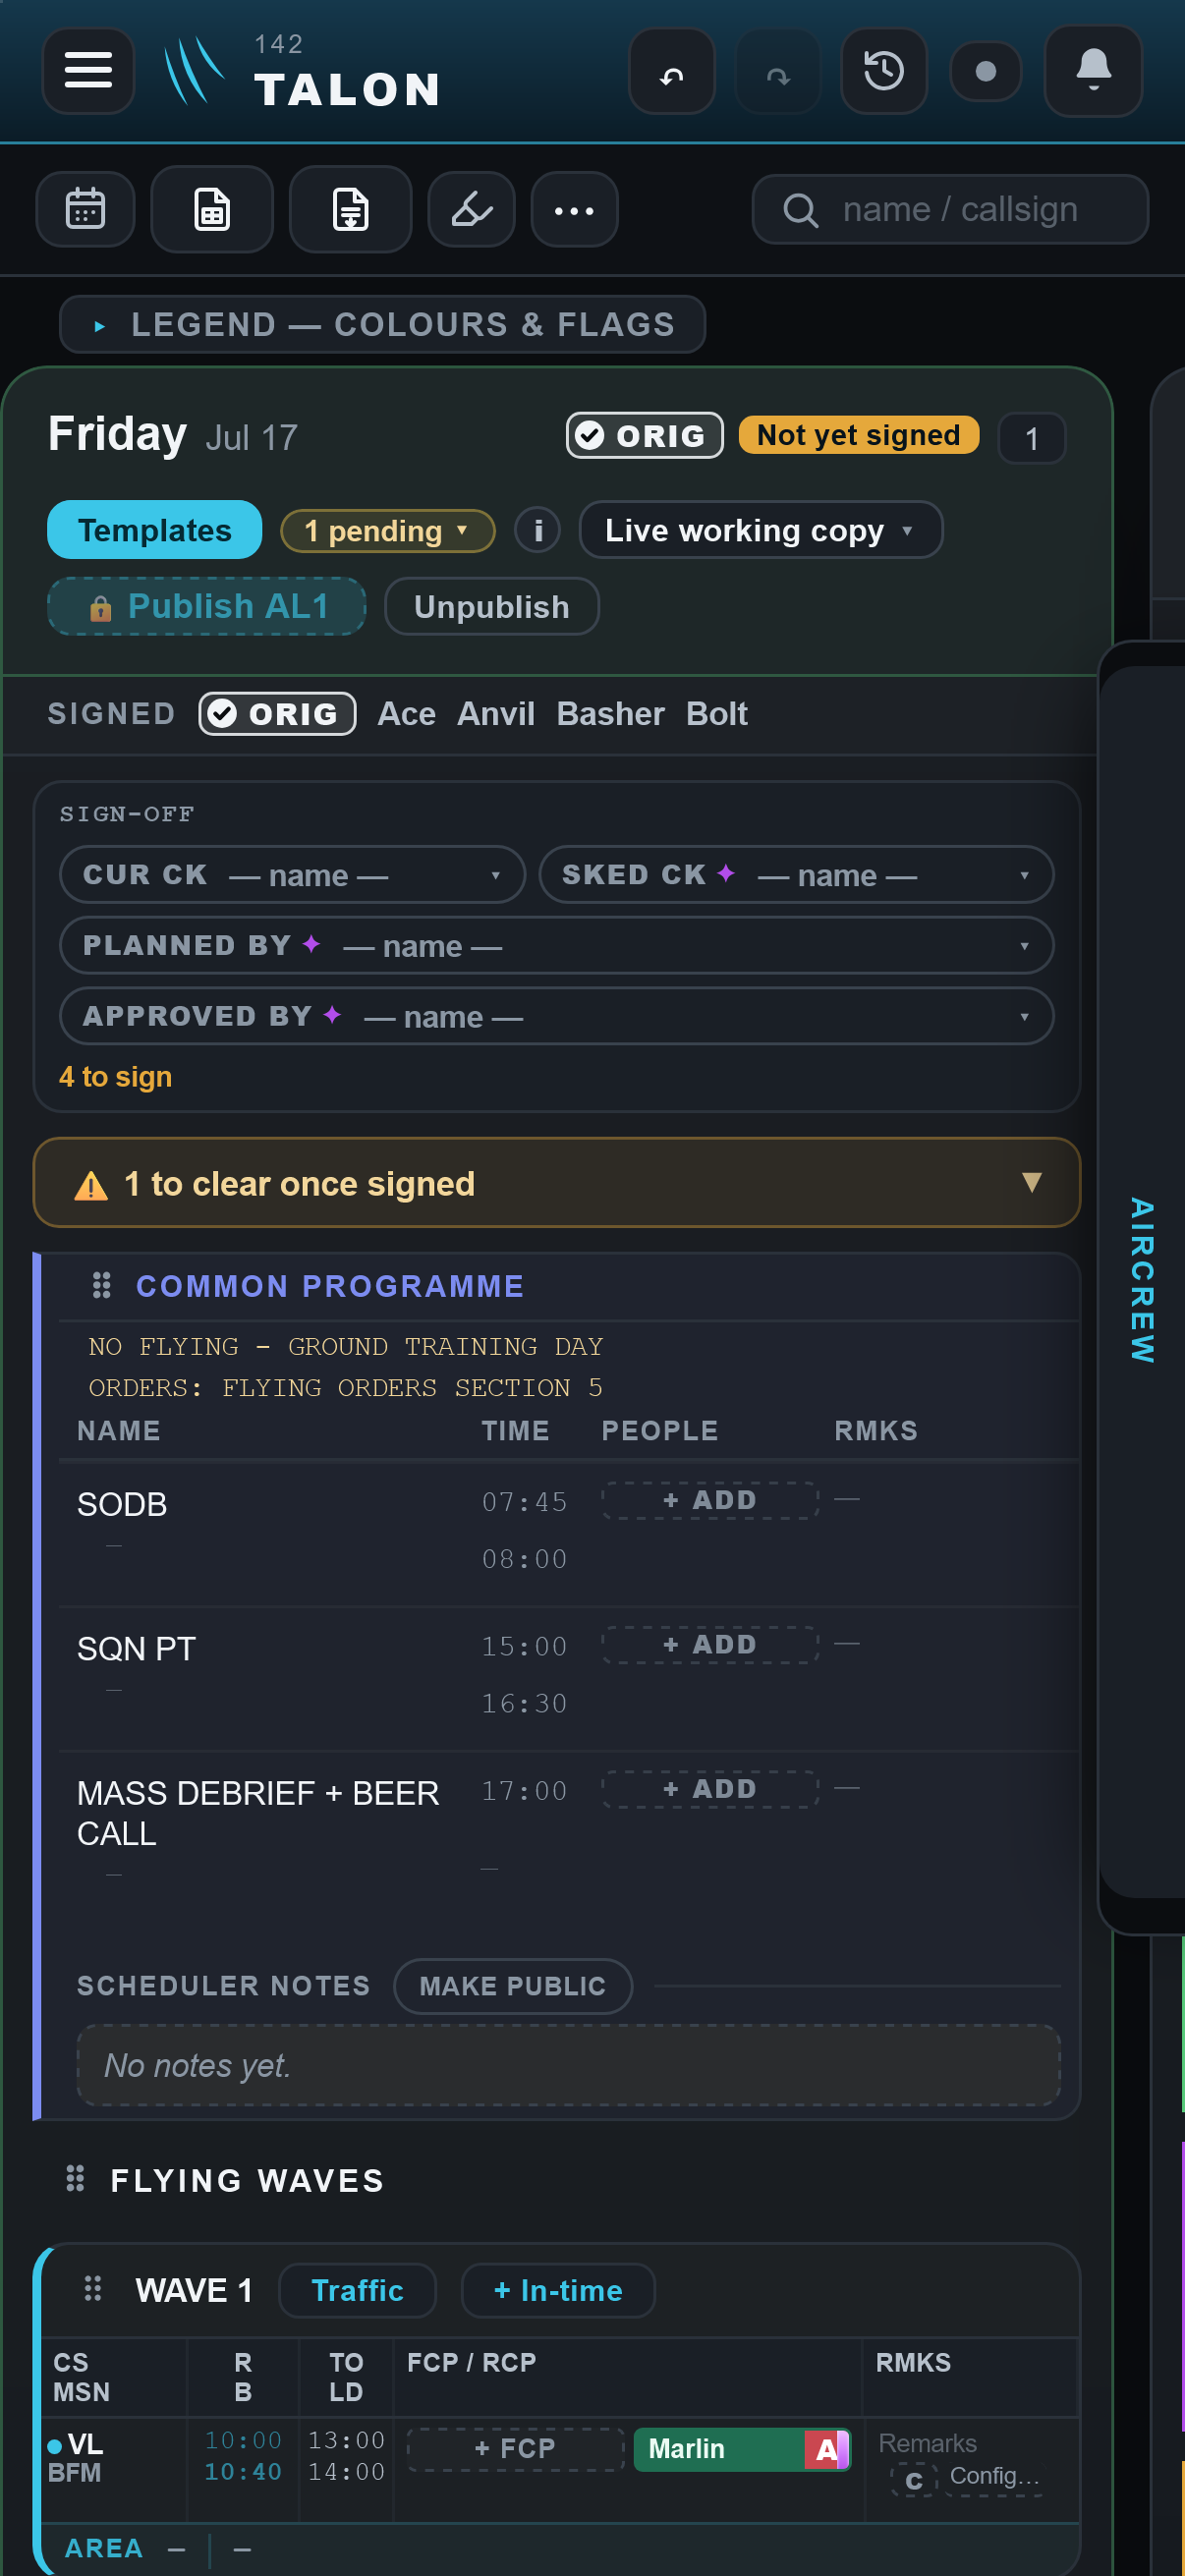 142
TALON
name / callsign
LEGEND — COLOURS & FLAGS
Friday Jul 17 ORIG Not yet signed 1
Templates 1 pending i Live working copy
Publish AL1 Unpublish
SIGNED ORIG Ace Anvil Basher Bolt
SIGN-OFF
CUR CK — name — SKED CK — name —
PLANNED BY — name —
APPROVED BY — name —
4 to sign
1 to clear once signed
AIRCREW
COMMON PROGRAMME
NO FLYING - GROUND TRAINING DAY
ORDERS: FLYING ORDERS SECTION 5
NAME TIME PEOPLE RMKS
SODB 07:45 + ADD —
— 08:00
SQN PT 15:00 + ADD —
— 16:30
MASS DEBRIEF + BEER 17:00 + ADD —
CALL
— —
SCHEDULER NOTES MAKE PUBLIC
No notes yet.
FLYING WAVES
WAVE 1 Traffic + In-time
CS R TO FCP / RCP RMKS
MSN B LD
VL 10:00 13:00 + FCP Marlin A Remarks
BFM 10:40 14:00 C Config...
AREA — —